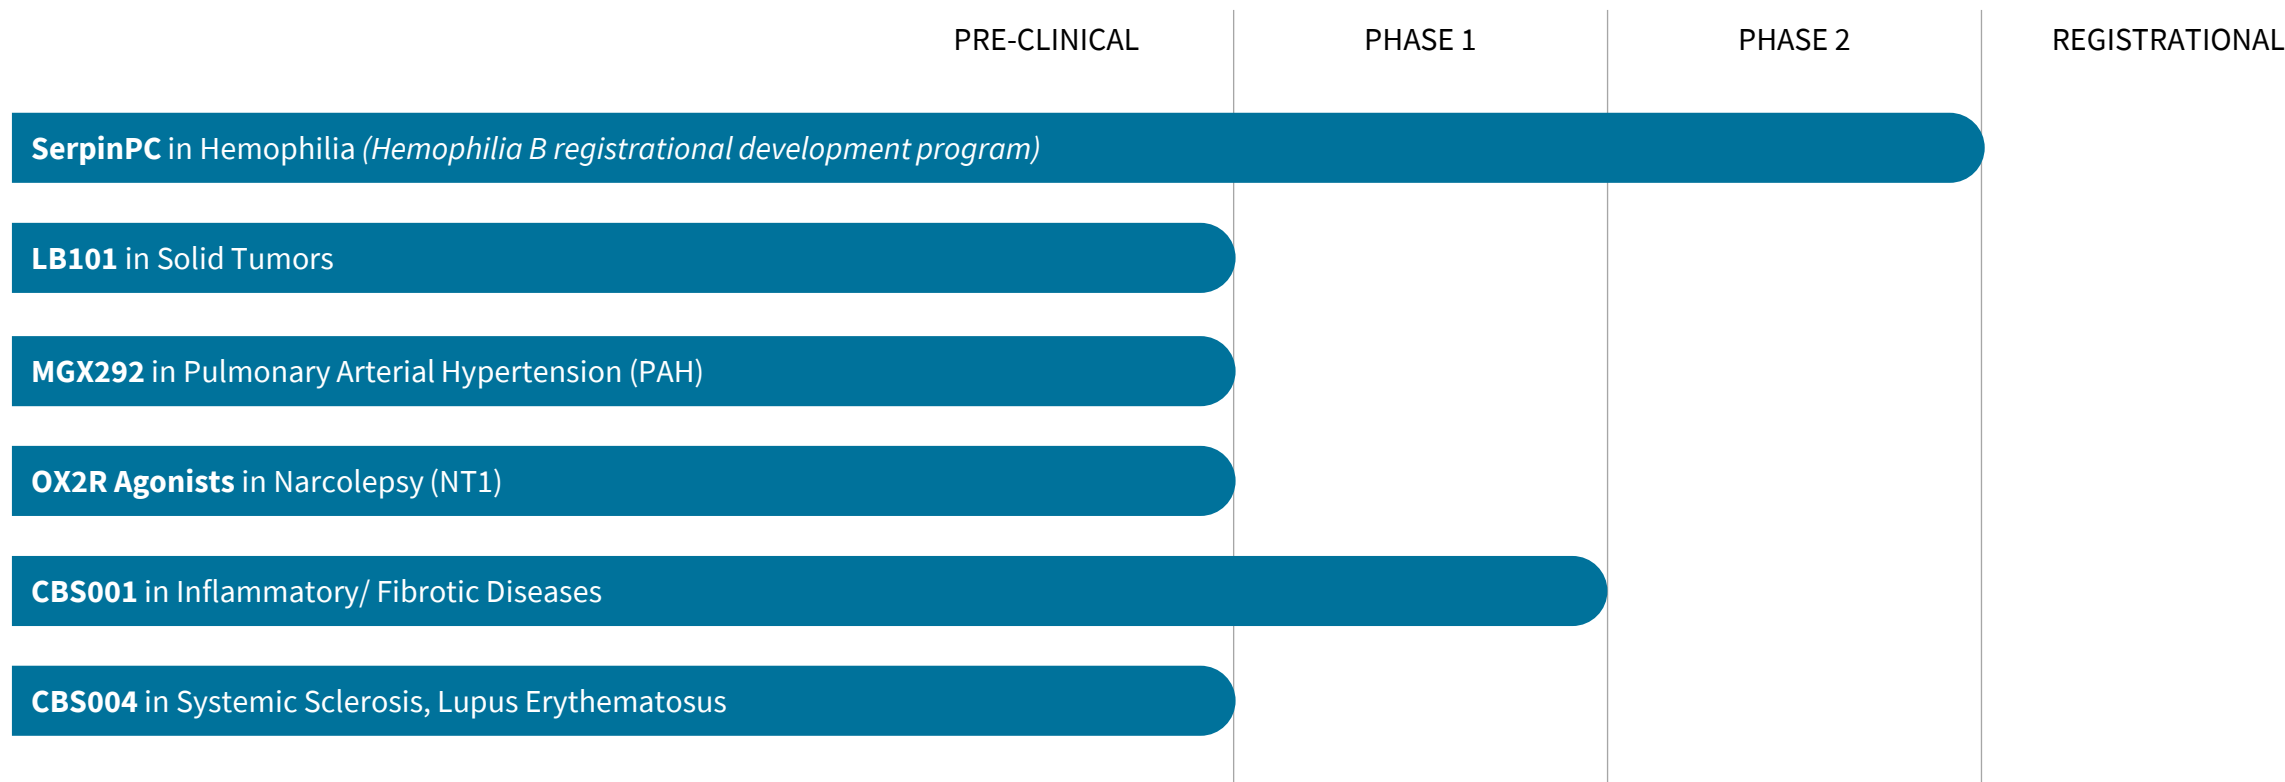 PRE-CLINICAL PHASE 1 PHASE 2 REGISTRATIONAL
SerpinPC in Hemophilia (Hemophilia B registrational development program)
LB101 in Solid Tumors
MGX292 in Pulmonary Arterial Hypertension (PAH)
OX2R Agonists in Narcolepsy (NT1)
CBS001 in Inflammatory/ Fibrotic Diseases
CBS004 in Systemic Sclerosis, Lupus Erythematosus